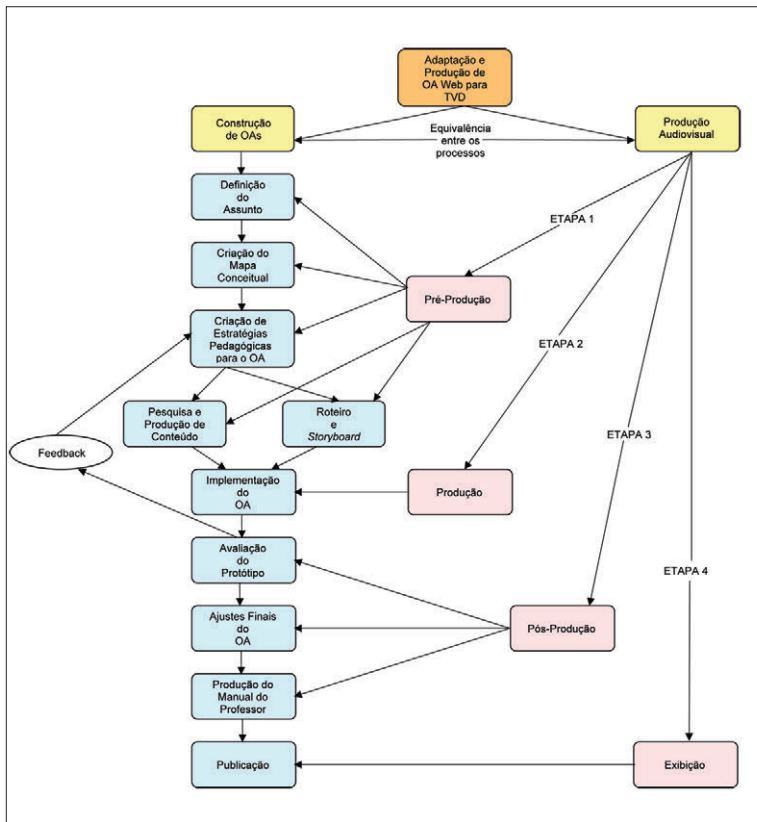 Adaptação e
Produção de
OA Web para
TVD
Construção
de OAs
Equivalência
entre os
processos
Produção
Audiovisual
Definição
do
Assunto
ETAPA 1
Criação do
Mapa
Conceitual
Pré-Produção
Criação de
Estratégias
Pedagógicas
para o OA
ETAPA 2
Pesquisa e
Produção de
Conteúdo
Roteiro
e
Storyboard
ETAPA 3
Feedback
Implementação
do
OA
Produção
Avaliação
do
Protótipo
ETAPA 4
Ajustes Finais
do
OA
Pós-Produção
Produção do
Manual do
Professor
Publicação
Exibição